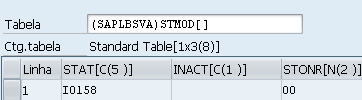 Tabela (SAPLBSVA)STMOD[]
Ctg.tabela Standard Table[1x3(8)]
Linha STAT[C(5 )] INACT[C(1 )] STONR[N(2 )]
1 I0158 00